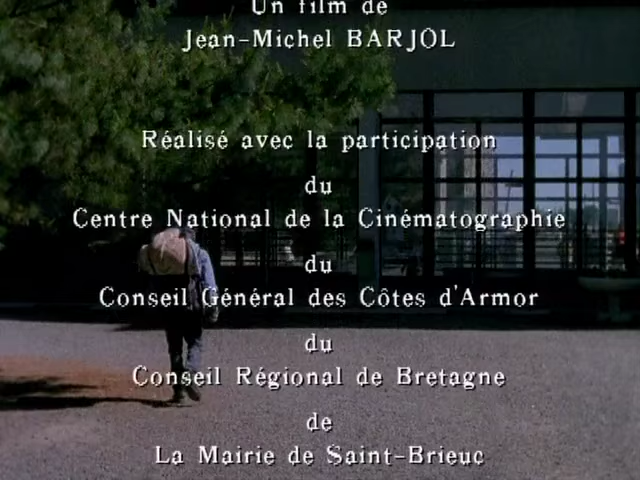 Un film de
Jean-Michel BARJOL
Réalisé avec la participation
du
Centre National de la Cinématographie
du
Conseil Général des Côtes d'Armor
du
Conseil Régional de Bretagne
de
La Mairie de Saint-Brieuc